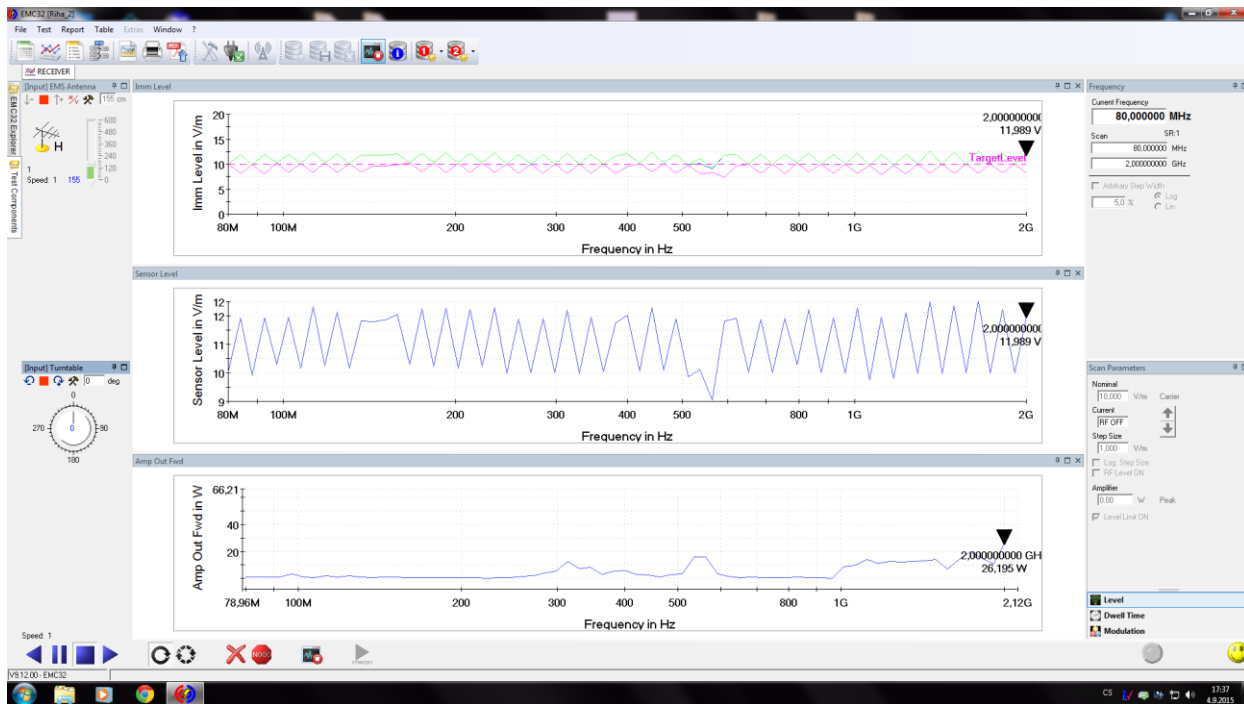 EMC32 [Riha_2]
File Test Report Table Extras Window ?
RECEIVER
EMC32 Explorer
Test Components
[Input] EMS Antenna
155 cm
600
480
360
240
120
0
H
1
Speed: 1 155
Imm Level
Imm Level in V/m
20
15
10
5
0
2,000000000
11,989 V
TargetLevel
80M 100M 200 300 400 500 800 1G 2G
Frequency in Hz
Sensor Level
Sensor Level in V/m
12
12
11
10
9
2,000000000
11,989 V
80M 100M 200 300 400 500 800 1G 2G
Frequency in Hz
[Input] Turntable
0 deg
0
270 0 90
180
Speed: 1
Amp Out Fwd
Amp Out Fwd in W
66,21
40
20
2,000000000 GH
26,195 W
78,96M 100M 200 300 400 500 800 1G 2,12G
Frequency in Hz
Frequency
Current Frequency
80,000000 MHz
Scan SR:1
80,000000 MHz
2,000000000 GHz
Arbitrary Step Width
5,0 % Log
Lin
Scan Parameters
Nominal
10,000 V/m Carrier
Current
RF OFF
Step Size
1,000 V/m
Log. Step Size
RF Level ON
Amplifier
0.00 W Peak
Level Limit ON
Level
Dwell Time
Modulation
STANDBY
V9.12.00 - EMC32
CS
17:37
4.9.2015